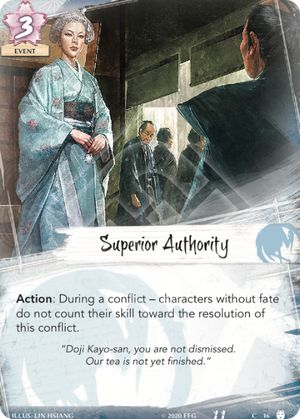 3
EVENT
Superior Authority
Action: During a conflict – characters without fate
do not count their skill toward the resolution of
this conflict.
"Doji Kayo-san, you are not dismissed.
Our tea is not yet finished."
ILLUS: LIN HSIANG © 2020 FFG 11 C 16